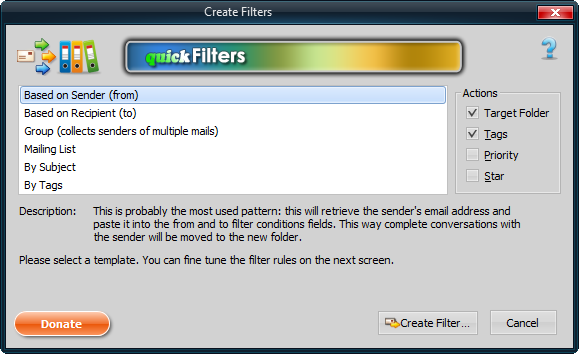 Create Filters
quickFilters
?
Based on Sender (from)
Based on Recipient (to)
Group (collects senders of multiple mails)
Mailing List
By Subject
By Tags
Actions
Target Folder
Tags
Priority
Star
Description: This is probably the most used pattern: this will retrieve the sender's email address and
paste it into the from and to filter conditions fields. This way complete conversations with
the sender will be moved to the new folder.
Please select a template. You can fine tune the filter rules on the next screen.
Donate
Create Filter...
Cancel